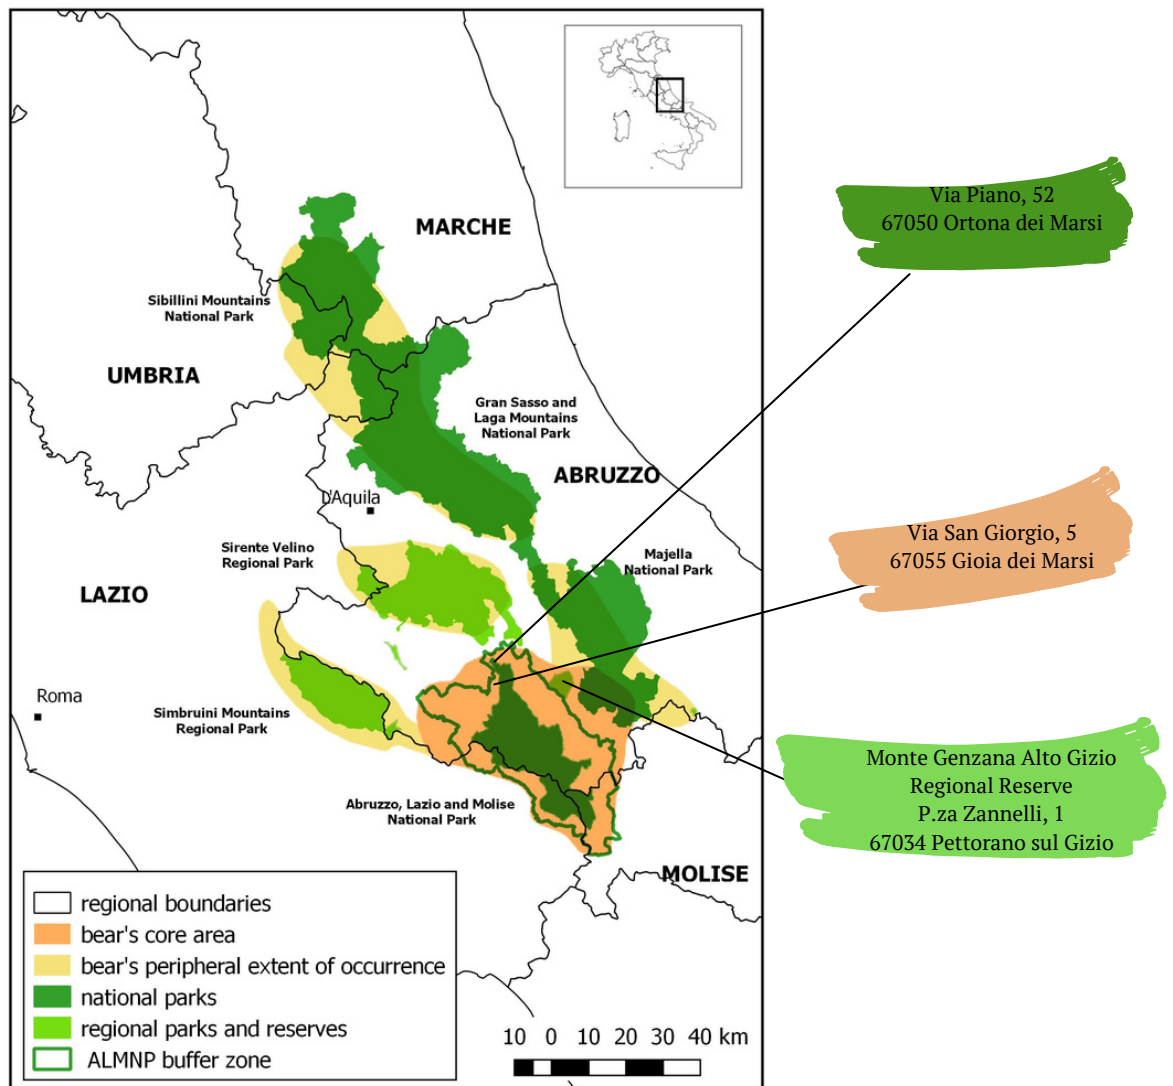 MARCHE
Sibillini Mountains
National Park
UMBRIA
Gran Sasso and
Laga Mountains
National Park
ABRUZZO
L'Aquila
Sirente Velino
Regional Park
Majella
National Park
LAZIO
Roma
Simbruini Mountains
Regional Park
Abruzzo, Lazio and Molise
National Park
MOLISE
regional boundaries
bear's core area
bear's peripheral extent of occurrence
national parks
regional parks and reserves
ALMNP buffer zone
10 0 10 20 30 40 km
Via Piano, 52
67050 Ortona dei Marsi
Via San Giorgio, 5
67055 Gioia dei Marsi
Monte Genzana Alto Gizio
Regional Reserve
P.za Zannelli, 1
67034 Pettorano sul Gizio